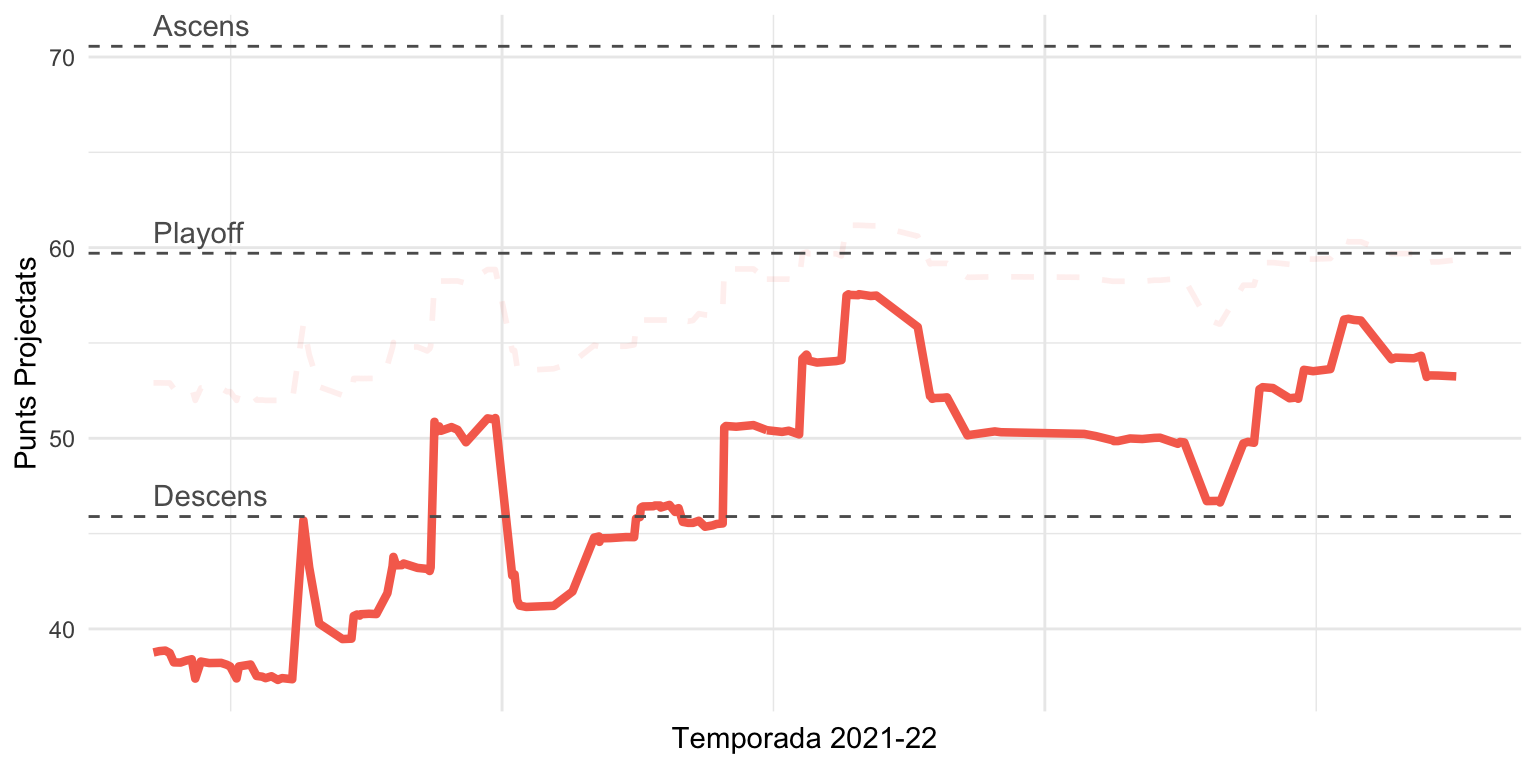 Ascens
70
Playoff
60
50
Descens
40
Punts Projectats
Temporada 2021-22